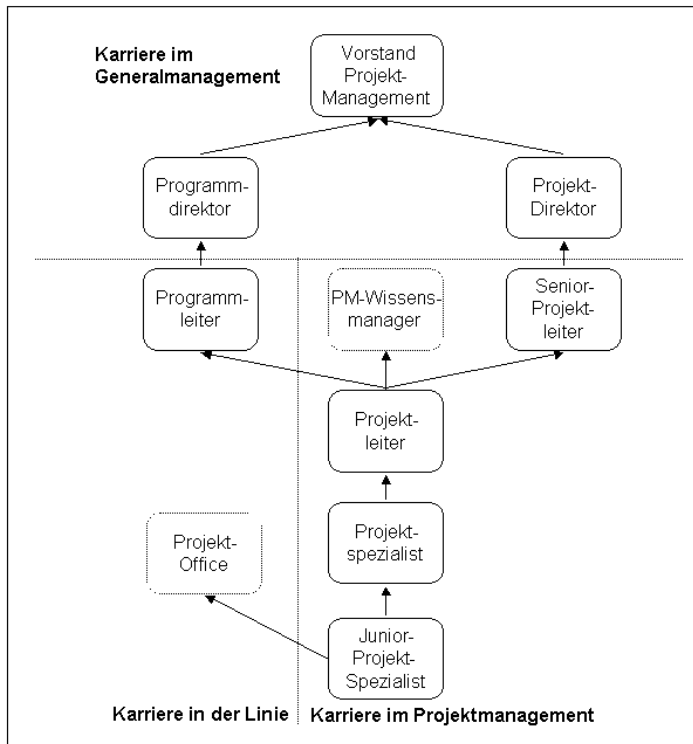 Karriere im
Generalmanagement
Vorstand
Projekt-
Management
Programm-
direktor
Projekt-
Direktor
Programm-
leiter
PM-Wissens-
manager
Senior-
Projekt-
leiter
Projekt-
leiter
Projekt-
Office
Projekt-
spezialist
Junior-
Projekt-
Spezialist
Karriere in der Linie
Karriere im Projektmanagement